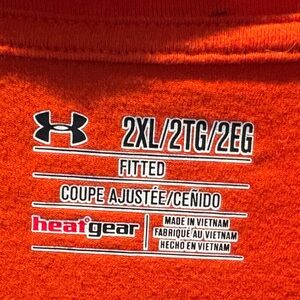 2XL/2TG/2EG
FITTED
COUPE AJUSTÉE/CEÑIDO
heatgear
MADE IN VIETNAM
FABRIQUÉ AU VIETNAM
HECHO EN VIETNAM